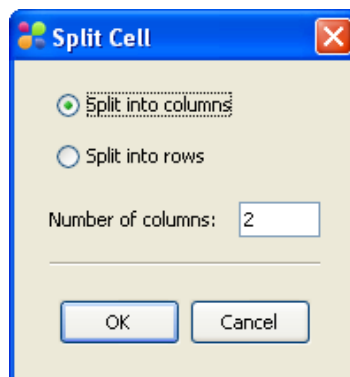 Split Cell
Split into columns
Split into rows
Number of columns: 2
OK Cancel